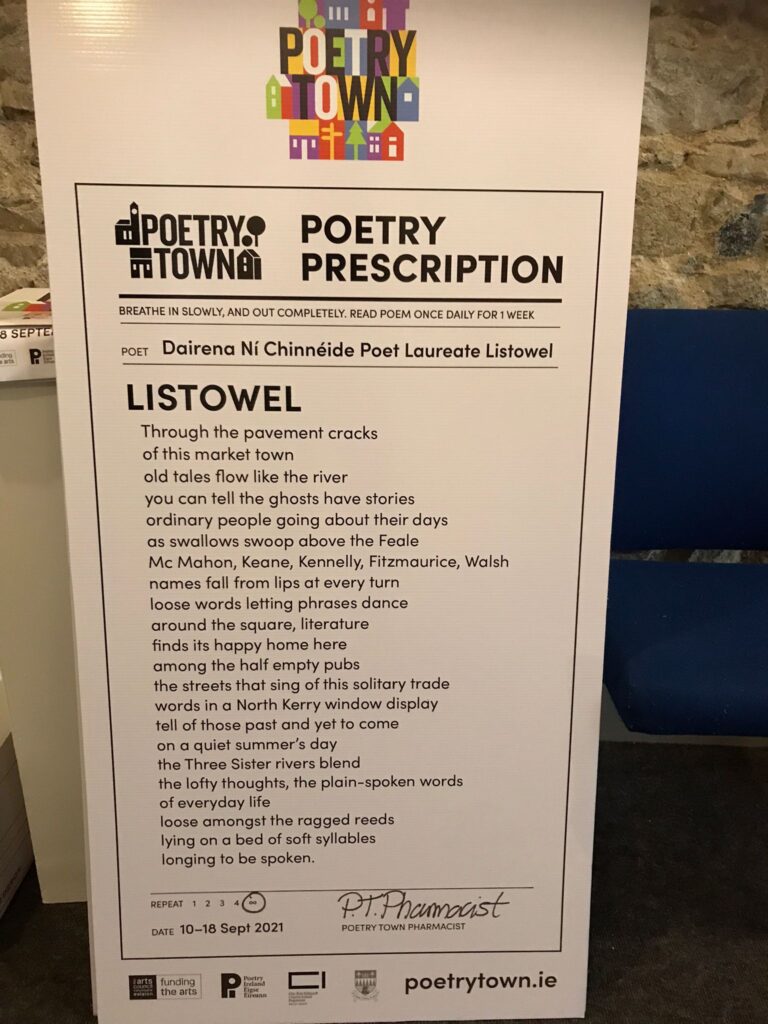 POETRY
TOWN
POETRY
TOWN
POETRY
PRESCRIPTION
BREATHE IN SLOWLY, AND OUT COMPLETELY. READ POEM ONCE DAILY FOR 1 WEEK
POET Dairena Ní Chinnéide Poet Laureate Listowel
LISTOWEL
Through the pavement cracks
of this market town
old tales flow like the river
you can tell the ghosts have stories
ordinary people going about their days
as swallows swoop above the Feale
Mc Mahon, Keane, Kennelly, Fitzmaurice, Walsh
names fall from lips at every turn
loose words letting phrases dance
around the square, literature
finds its happy home here
among the half empty pubs
the streets that sing of this solitary trade
words in a North Kerry window display
tell of those past and yet to come
on a quiet summer's day
the Three Sister rivers blend
the lofty thoughts, the plain-spoken words
of everyday life
loose amongst the ragged reeds
lying on a bed of soft syllables
longing to be spoken.
REPEAT 1 2 3 4 ∞
P.T. Pharmacist
POETRY TOWN PHARMACIST
DATE 10–18 Sept 2021
arts council
funding the arts
Poetry Ireland Éigse Éireann
poetrytown.ie
8 SEPTE